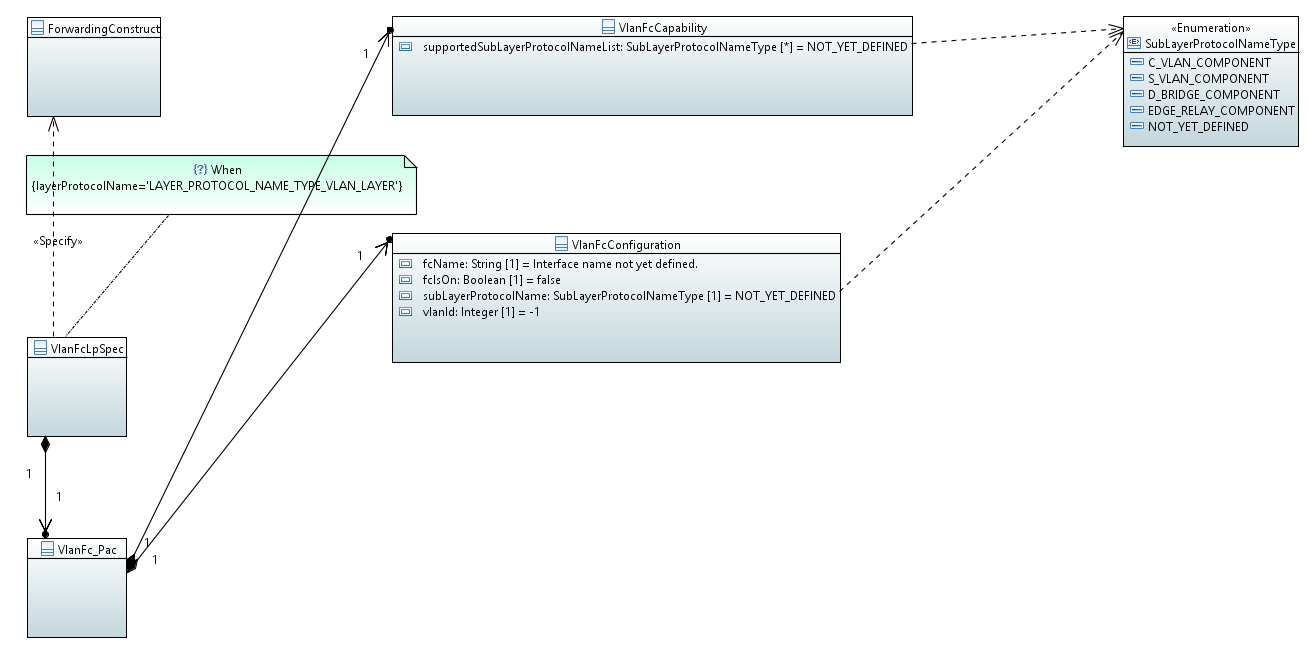 ForwardingConstruct
VlanFcCapability
supportedSubLayerProtocolNameList: SubLayerProtocolNameType [*] = NOT_YET_DEFINED
«Enumeration»
SubLayerProtocolNameType
C_VLAN_COMPONENT
S_VLAN_COMPONENT
D_BRIDGE_COMPONENT
EDGE_RELAY_COMPONENT
NOT_YET_DEFINED
1
{?} When
{layerProtocolName='LAYER_PROTOCOL_NAME_TYPE_VLAN_LAYER'}
«Specify»
1
VlanFcConfiguration
fcName: String [1] = Interface name not yet defined.
fcIsOn: Boolean [1] = false
subLayerProtocolName: SubLayerProtocolNameType [1] = NOT_YET_DEFINED
vlanId: Integer [1] = -1
VlanFcLpSpec
1
1
VlanFc_Pac
1
1